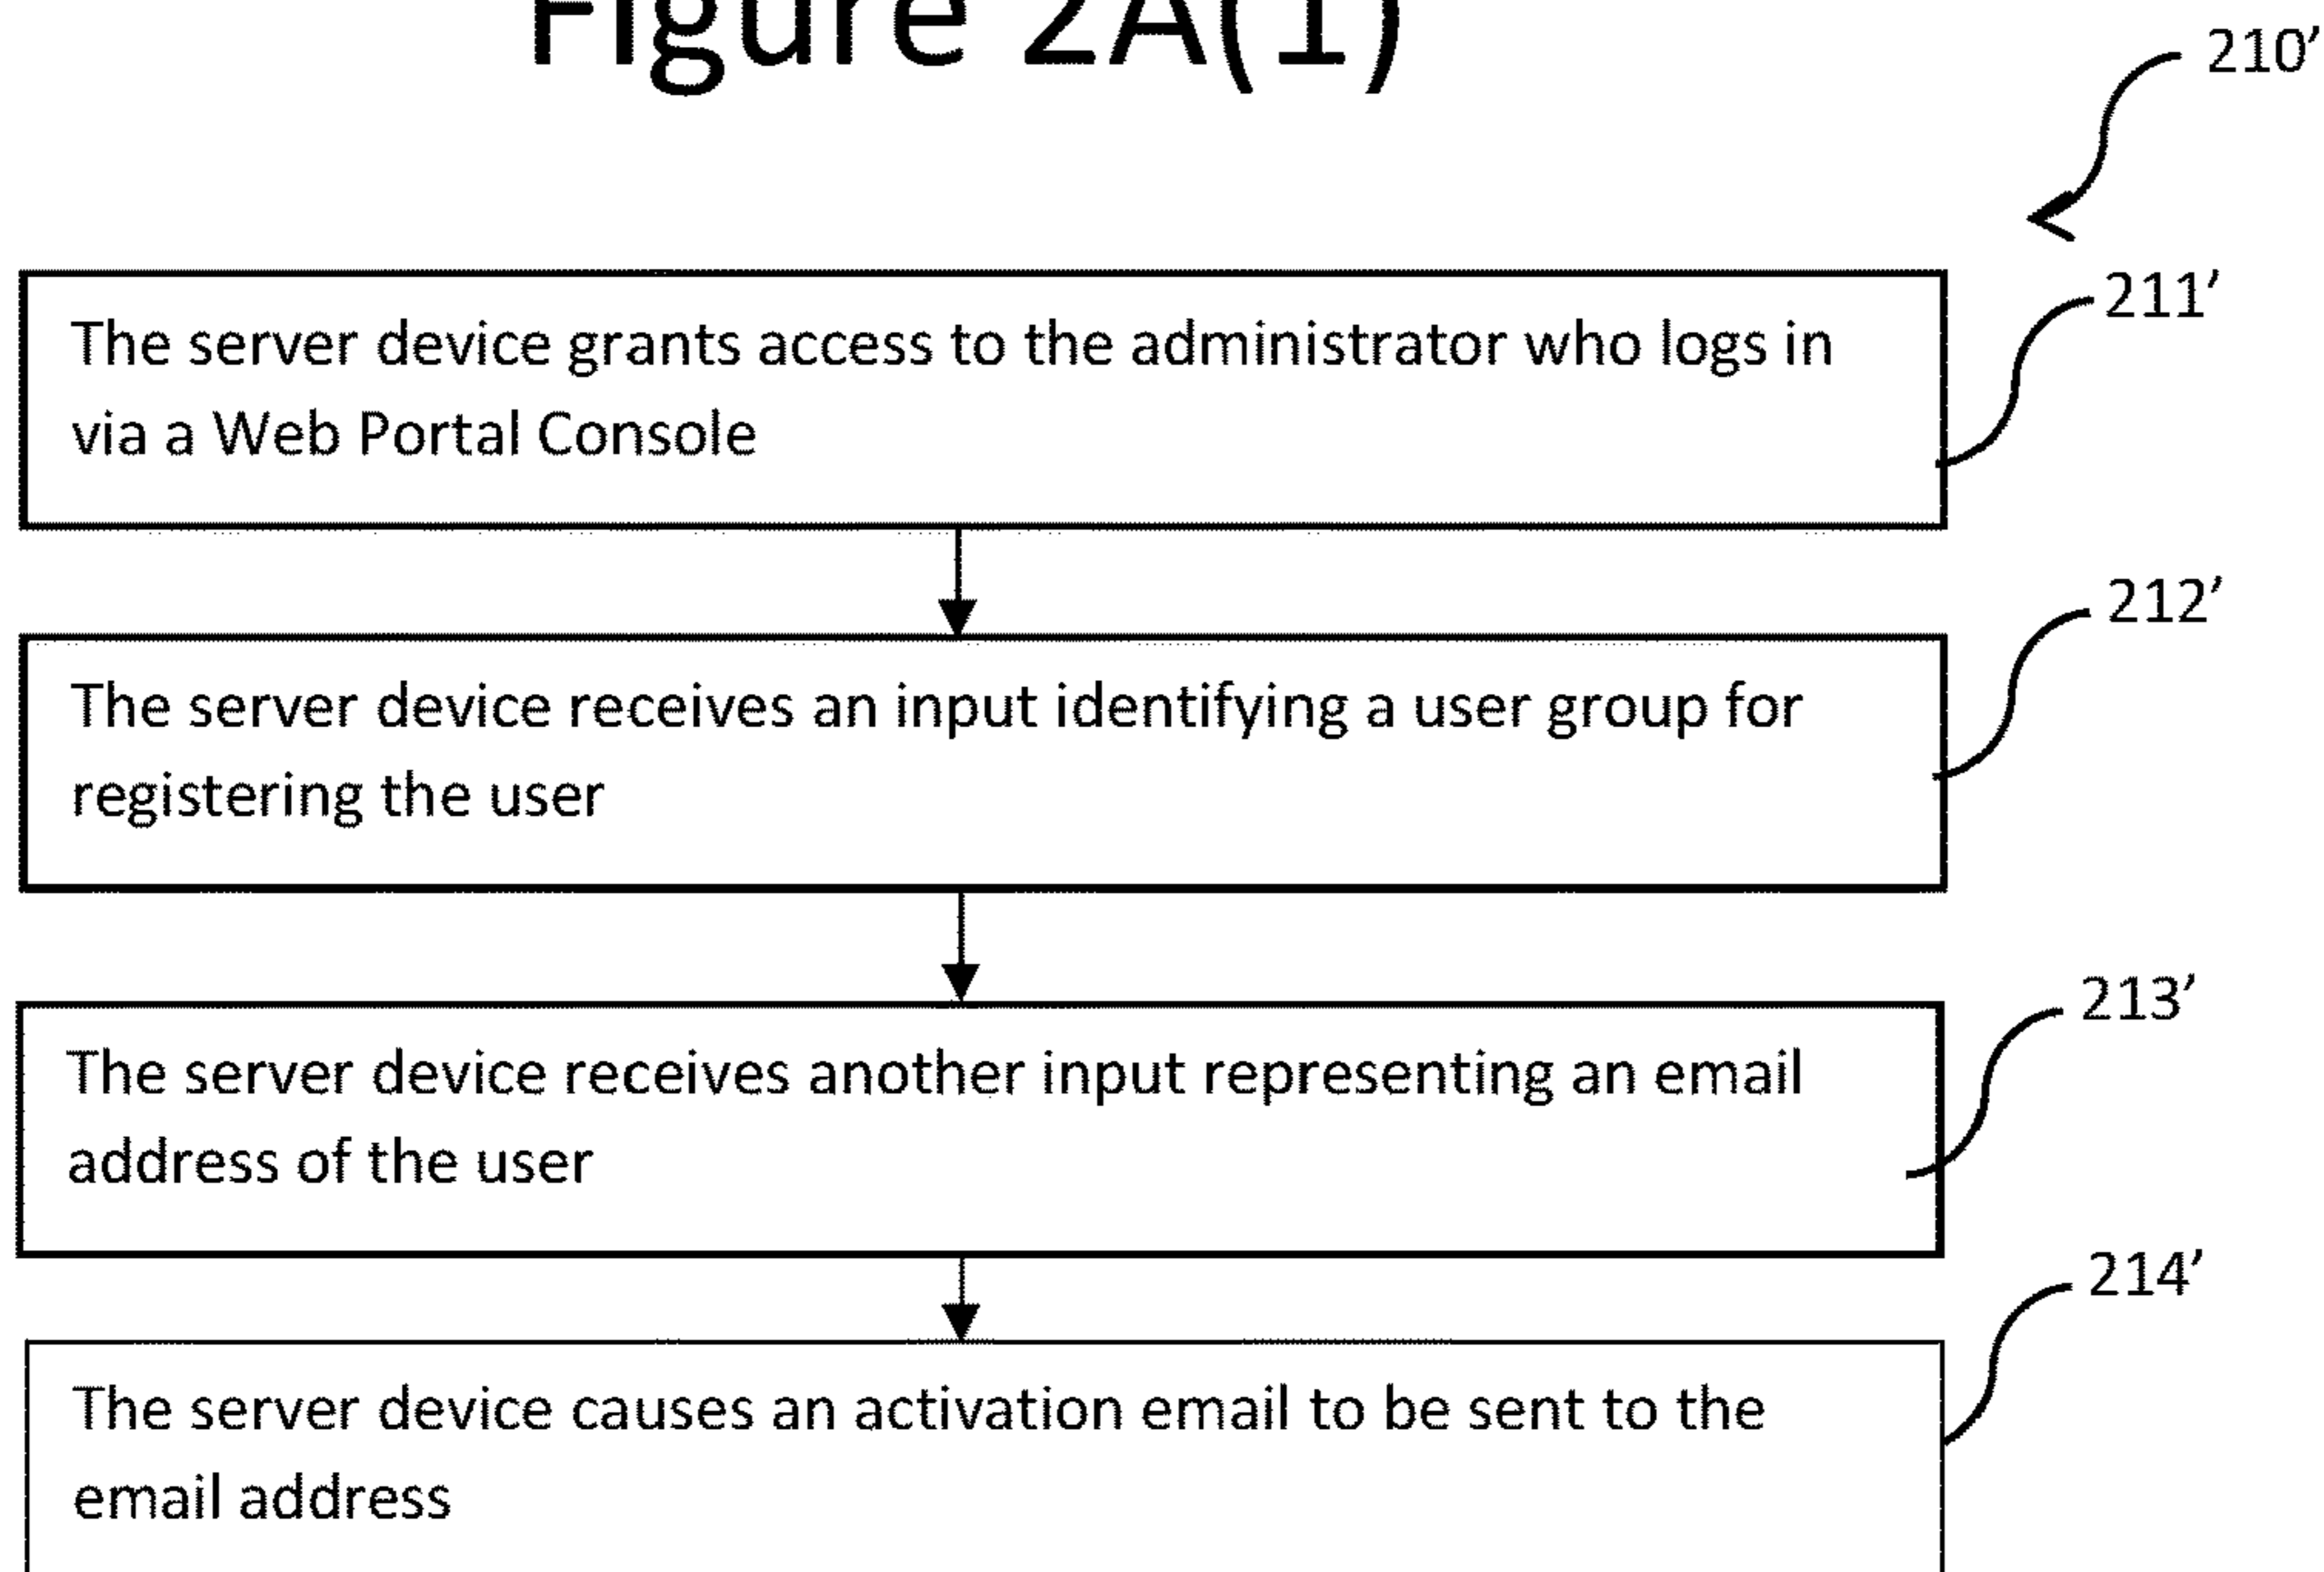 Figure 2A(1)
210’
211’
The server device grants access to the administrator who logs in
via a Web Portal Console
212’
The server device receives an input identifying a user group for
registering the user
213’
The server device receives another input representing an email
address of the user
214’
The server device causes an activation email to be sent to the
email address